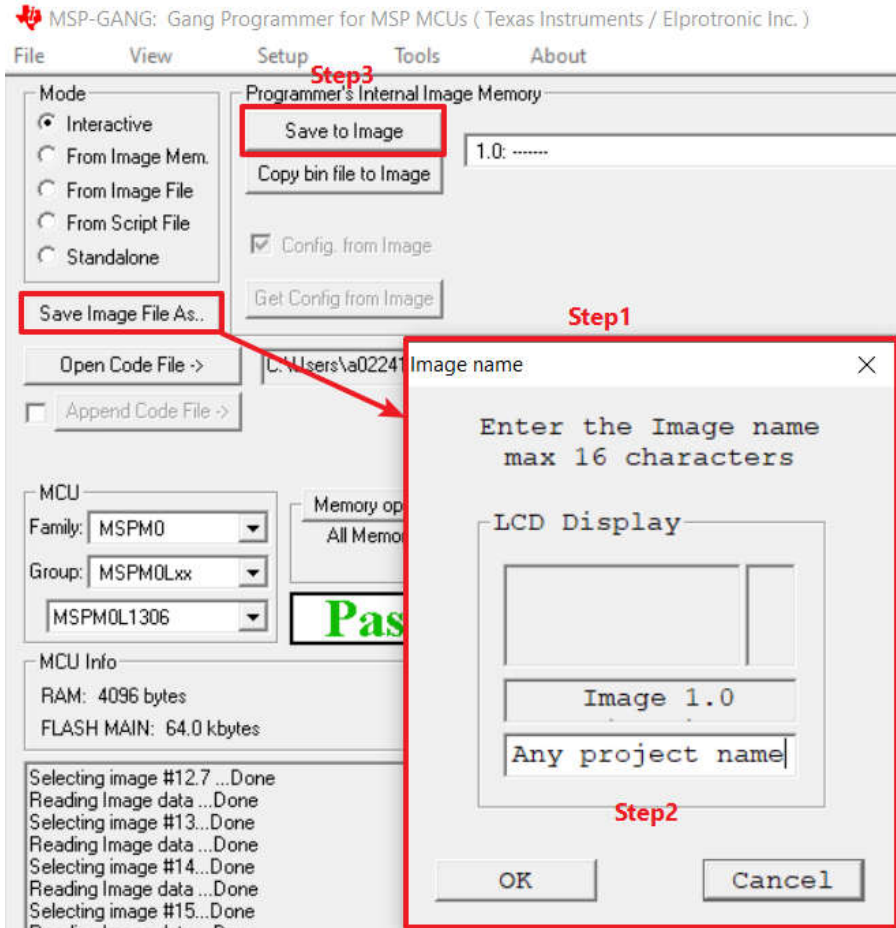 MSP-GANG: Gang Programmer for MSP MCUs ( Texas Instruments / Elprotronic Inc. )
File View Setup Tools About
Step3
Mode
Interactive
From Image Mem.
From Image File
From Script File
Standalone
Programmer's Internal Image Memory
Save to Image
1.0: -------
Copy bin file to Image
Config. from Image
Get Config from Image
Save Image File As..
Open Code File ->
C:\Users\a02241
Append Code File ->
MCU
Family: MSPM0
Group: MSPM0Lxx
MSPM0L1306
Memory op
All Memo
Pas
MCU Info
RAM: 4096 bytes
FLASH MAIN: 64.0 kbytes
Selecting image #12.7 ...Done
Reading Image data ...Done
Selecting image #13...Done
Reading Image data ...Done
Selecting image #14...Done
Reading Image data ...Done
Selecting image #15...Done
Step1
Image name
Enter the Image name
max 16 characters
LCD Display
Image 1.0
Any project name
Step2
OK Cancel